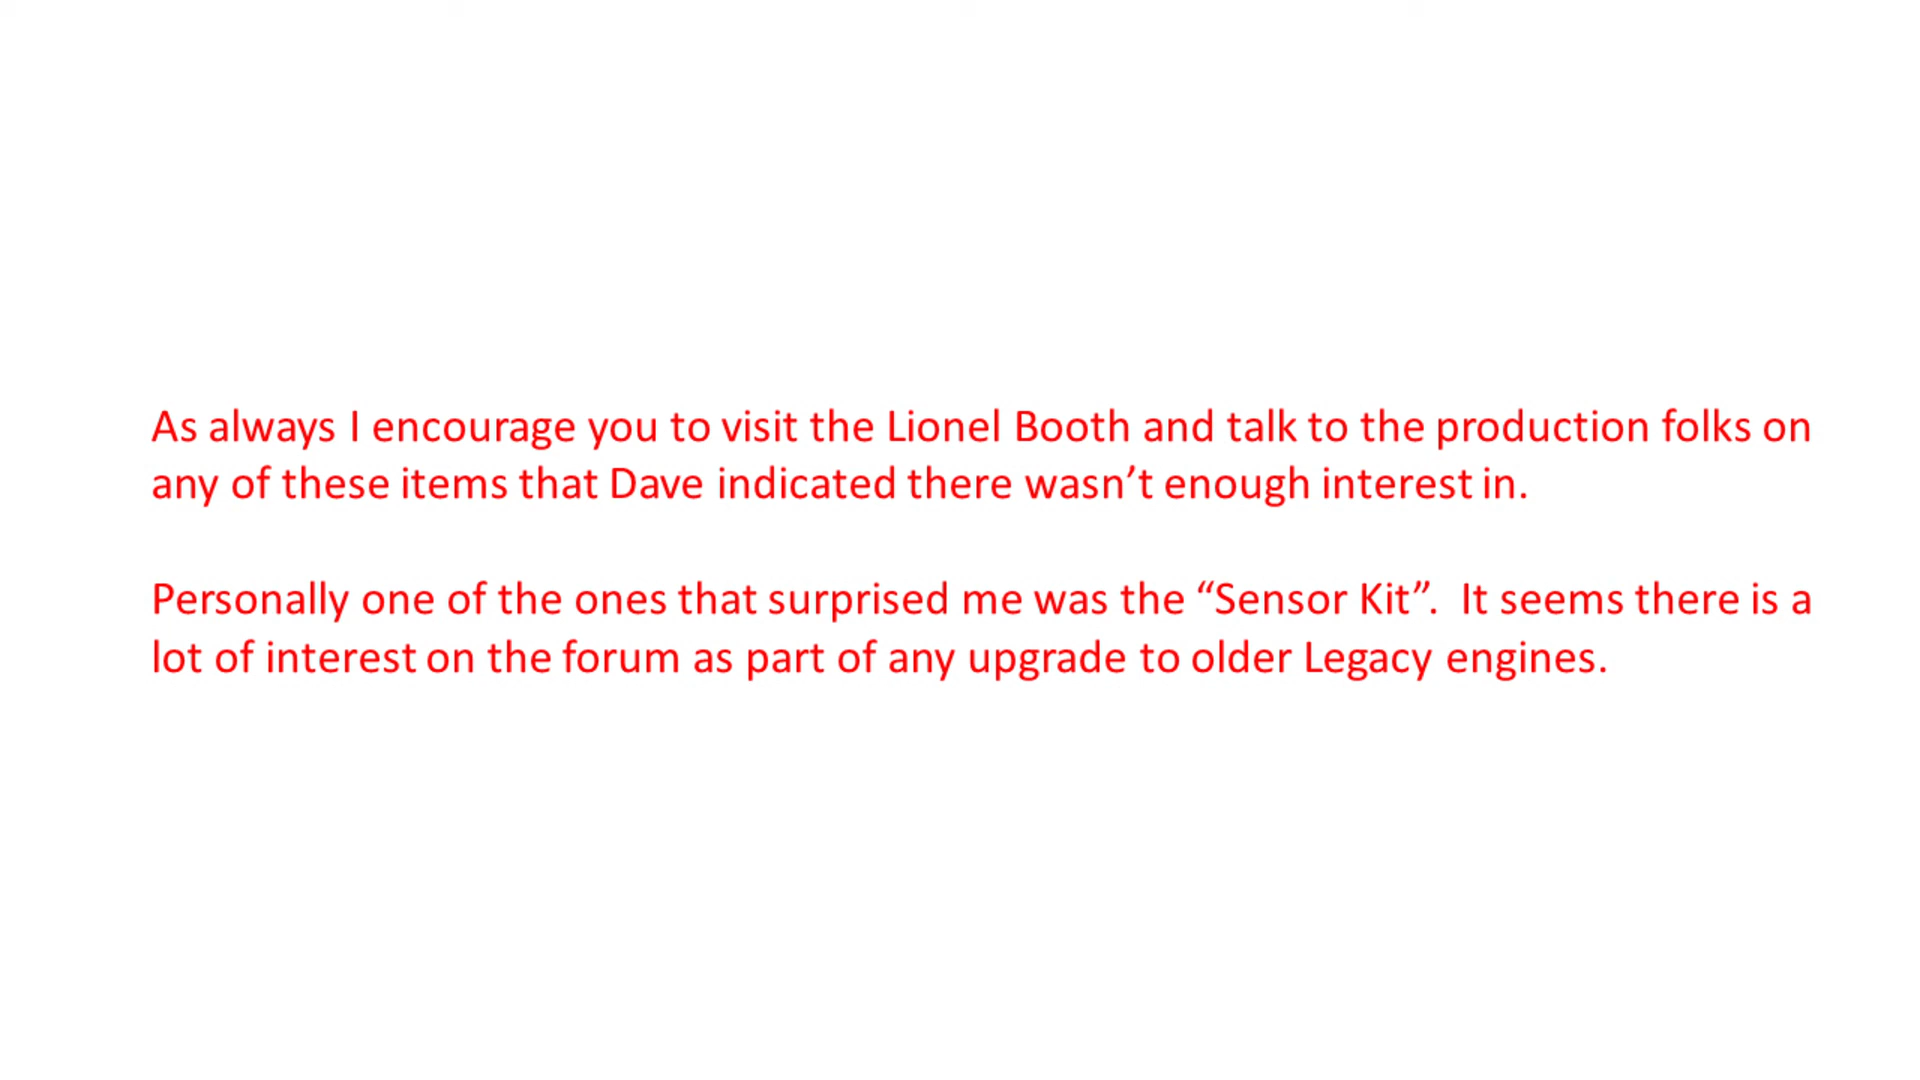 As always I encourage you to visit the Lionel Booth and talk to the production folks on
any of these items that Dave indicated there wasn’t enough interest in.
Personally one of the ones that surprised me was the “Sensor Kit”.  It seems there is a
lot of interest on the forum as part of any upgrade to older Legacy engines.